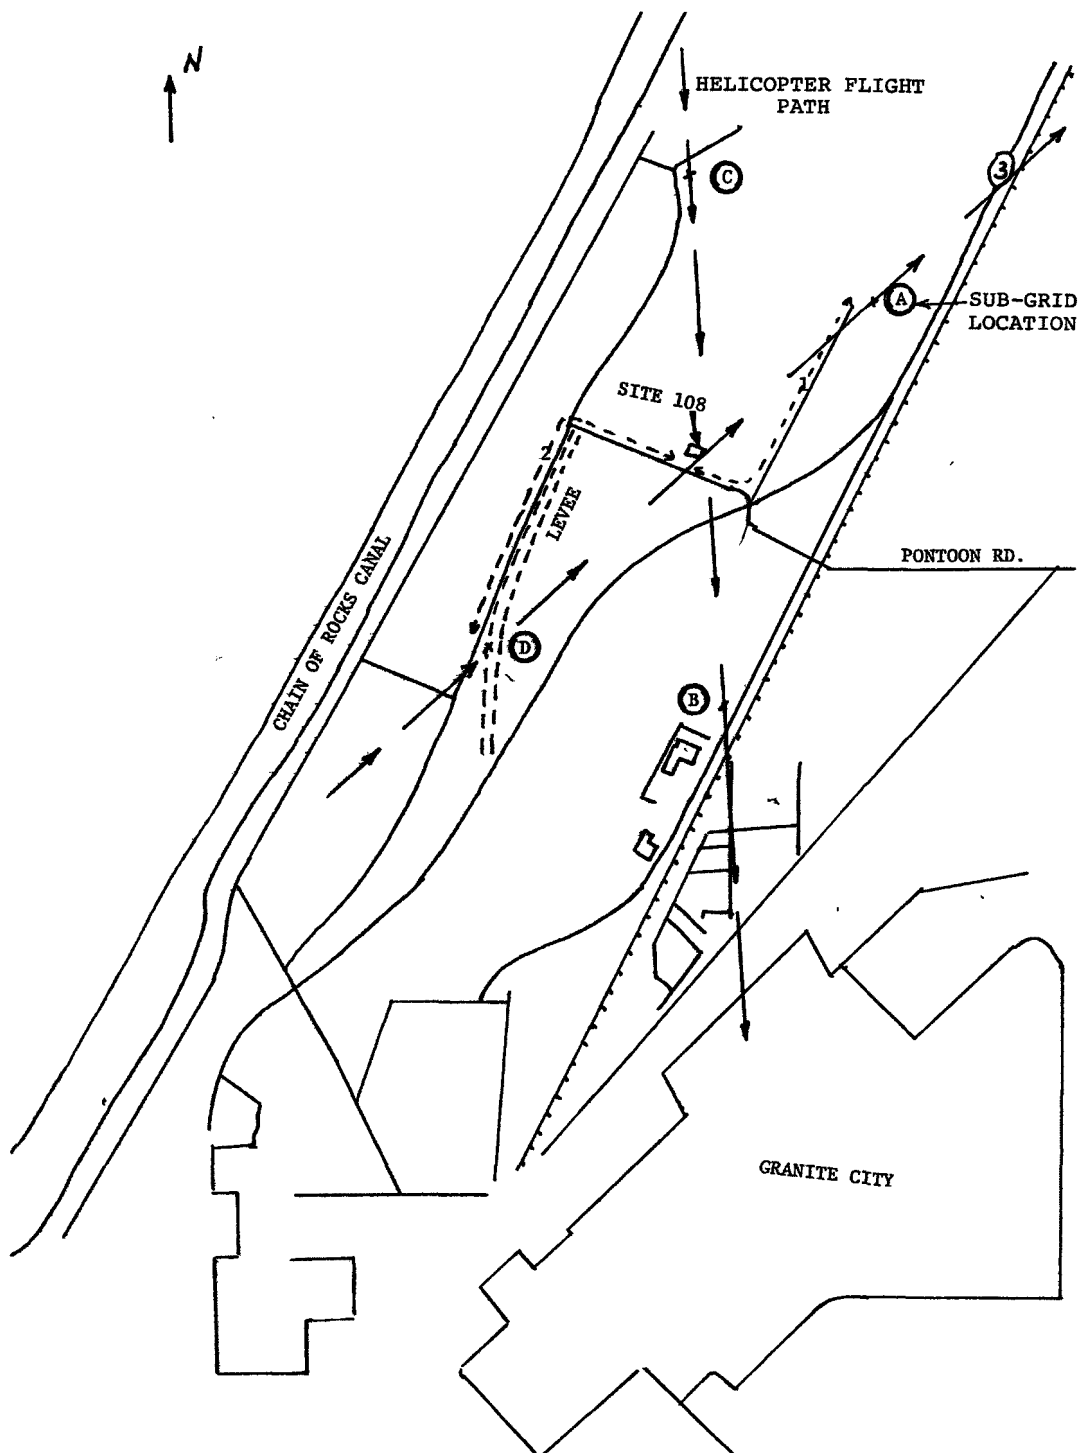 N
HELICOPTER FLIGHT
PATH
C
3
A
SUB-GRID
LOCATION
1
SITE 108
2
LEVEE
PONTOON RD.
CHAIN OF ROCKS CANAL
D
B
GRANITE CITY